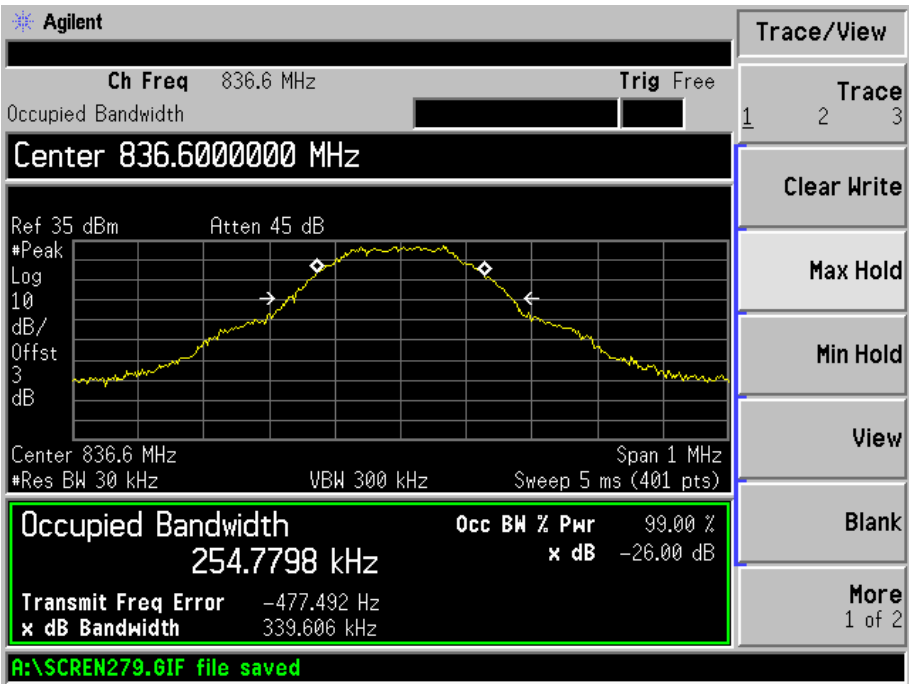 Agilent
Trace/View
Ch Freq 836.6 MHz Trig Free
Occupied Bandwidth
Trace
1 2 3
Center 836.6000000 MHz
Clear Write
Ref 35 dBm Atten 45 dB
#Peak
Log
10
dB/
Offst
3
dB
Max Hold
Min Hold
View
Center 836.6 MHz Span 1 MHz
#Res BW 30 kHz VBW 300 kHz Sweep 5 ms (401 pts)
Occupied Bandwidth Occ BW % Pwr 99.00 %
254.7798 kHz x dB -26.00 dB
Blank
Transmit Freq Error -477.492 Hz
x dB Bandwidth 339.606 kHz
More
1 of 2
A:\SCREN279.GIF file saved